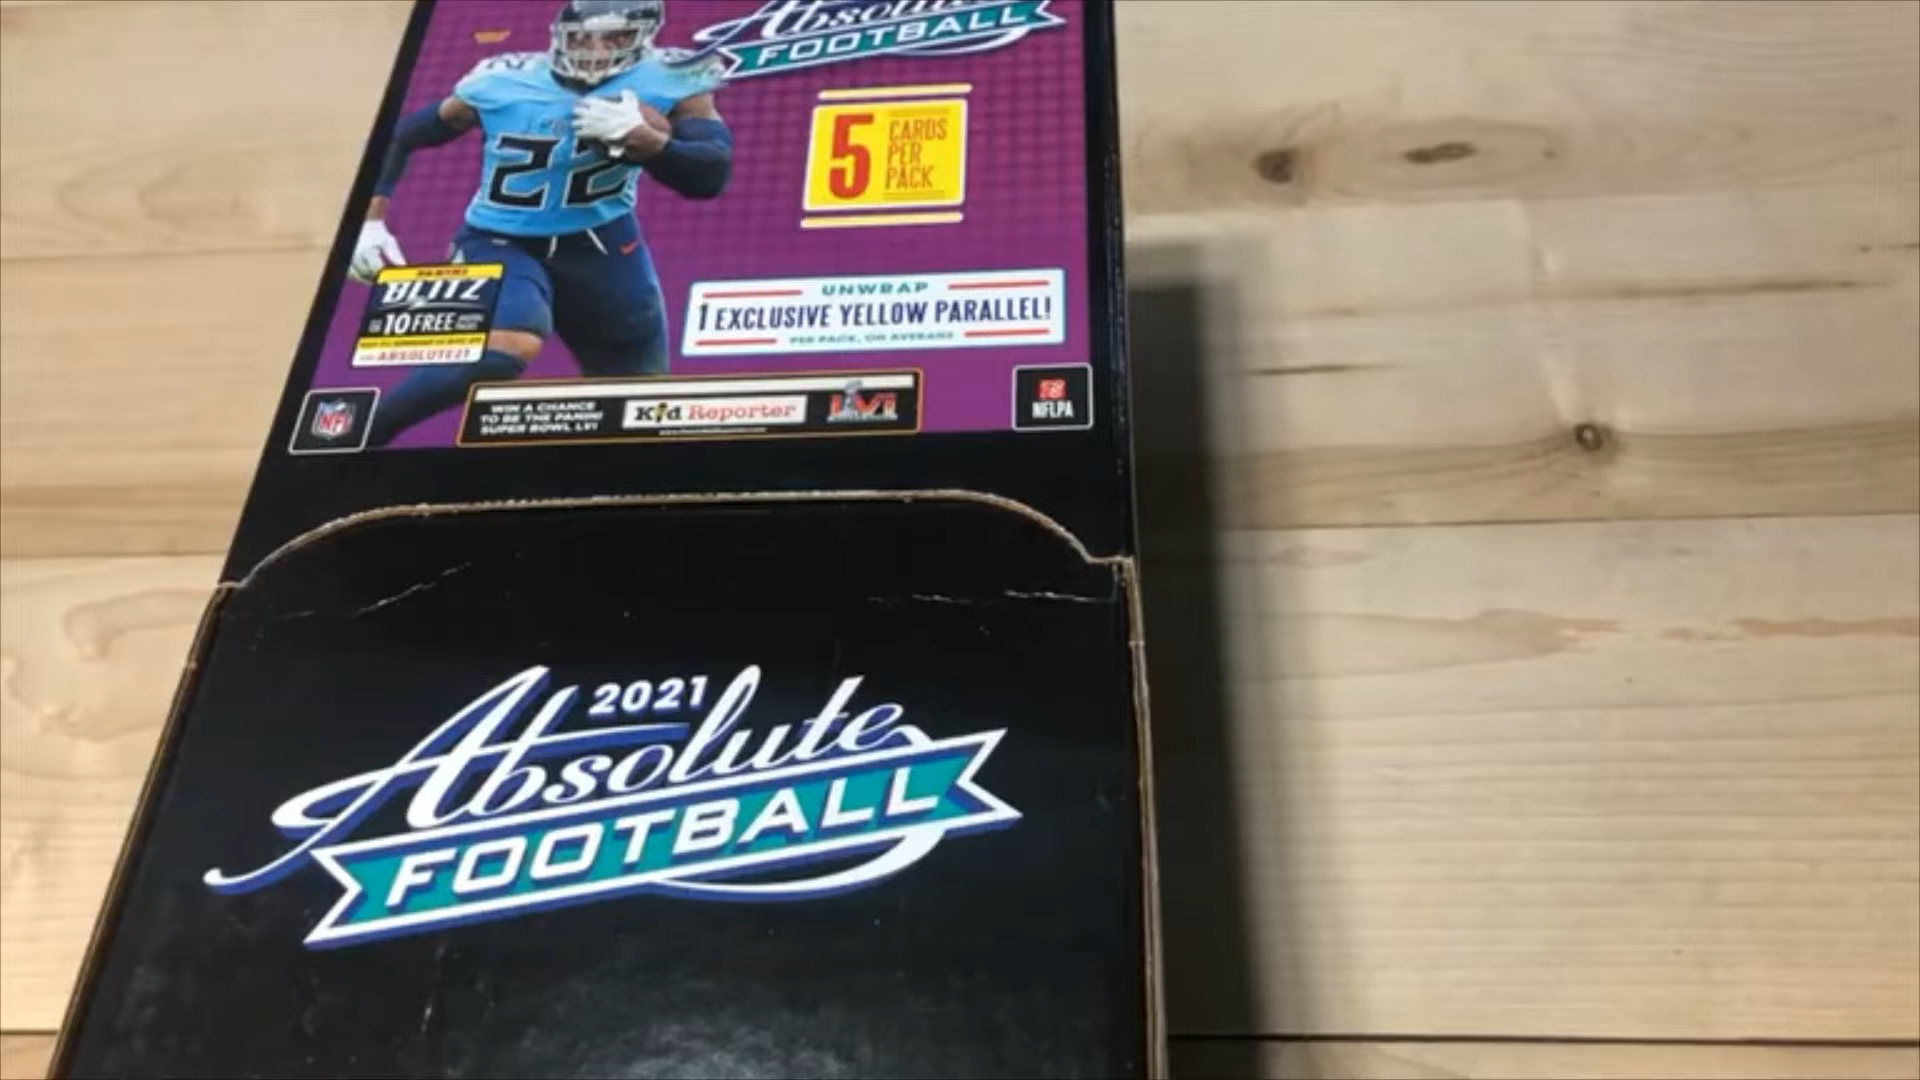 Absolute
FOOTBALL
22
5
CARDS
PER
PACK
PANINI
BLITZ
10 FREE
ABSOLUTE21
UNWRAP
1 EXCLUSIVE YELLOW PARALLEL!
PER PACK, ON AVERAGE
NFL
WIN A CHANCE
TO BE THE PANINI
SUPER BOWL LVI
Kid Reporter
LVI
NFLPA
2021
Absolute
FOOTBALL